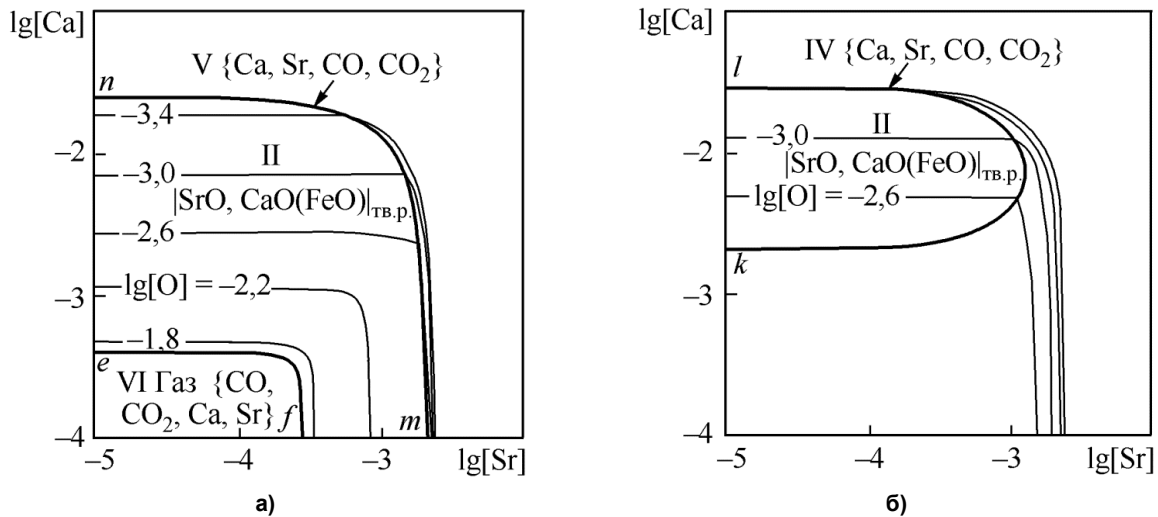 lg[Ca]
V {Ca, Sr, CO, CO₂}
n
–3,4
–2
II
–3,0
|SrO, CaO(FeO)|тв.р.
–2,6
–3
lg[O] = –2,2
–1,8
e
VI Газ {CO,
CO₂, Ca, Sr} f
m
–4
–5
–4
–3
lg[Sr]
а)
lg[Ca]
IV {Ca, Sr, CO, CO₂}
l
–3,0
II
–2
|SrO, CaO(FeO)|тв.р.
lg[O] = –2,6
k
–3
–4
–5
–4
–3
lg[Sr]
б)